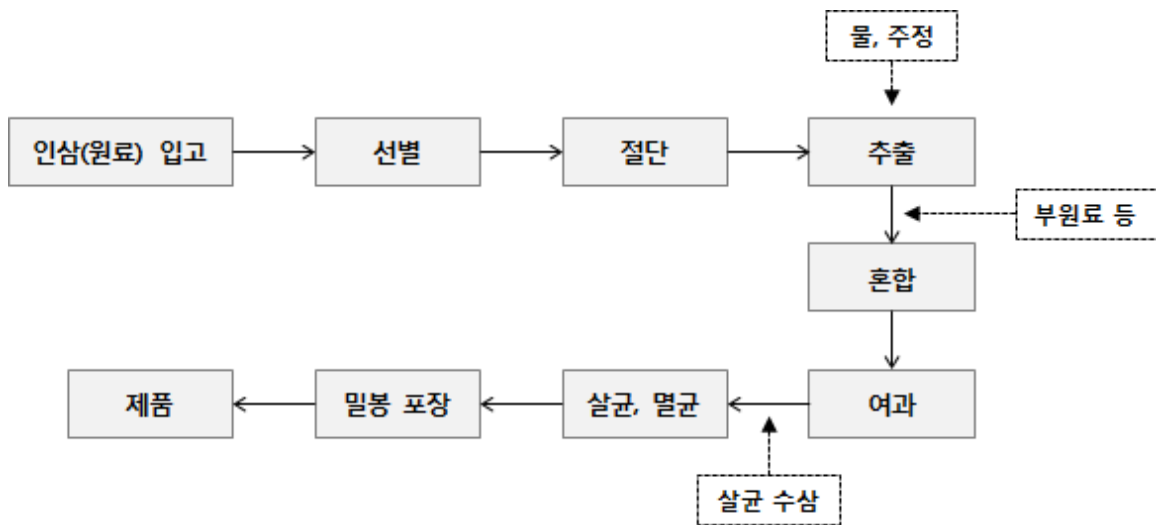 물, 주정
인삼(원료) 입고
선별
절단
추출
부원료 등
혼합
제품
밀봉 포장
살균, 멸균
여과
살균 수삼